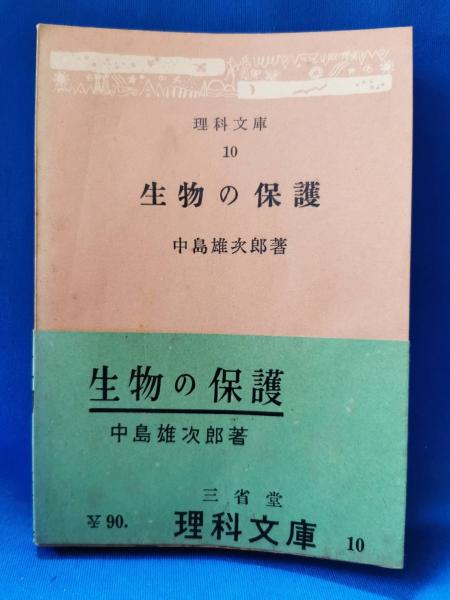 理科文庫
10
生物の保護
中島雄次郎著
生物の保護
中島雄次郎著
三省堂
90.
理科文庫 10